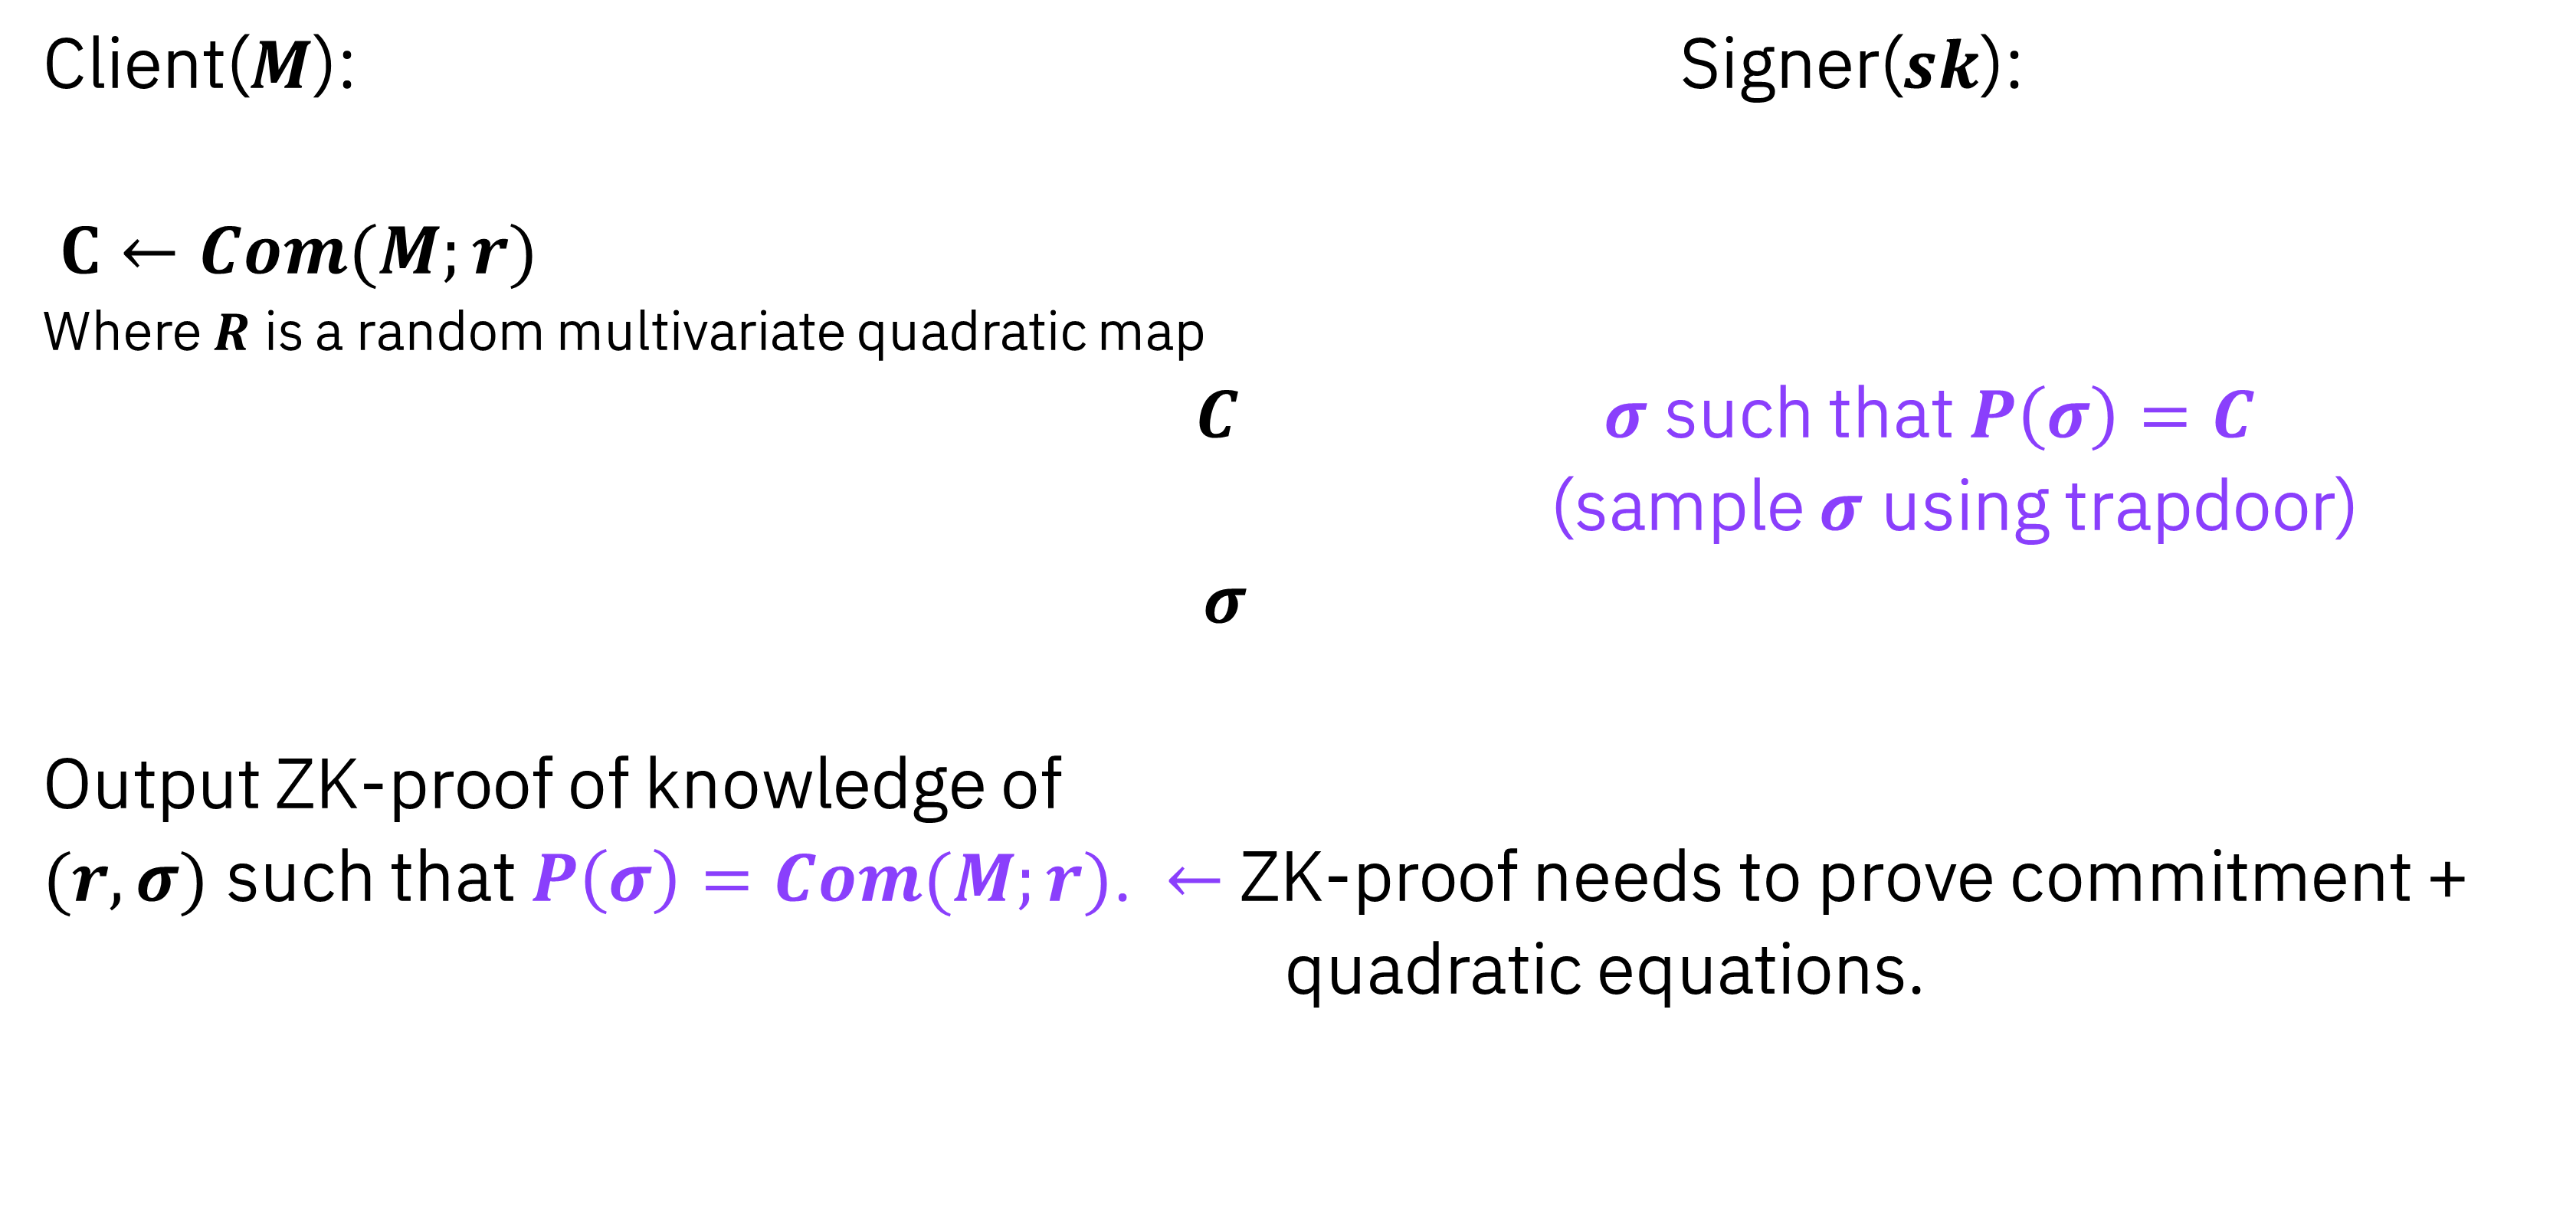 Client(M):
Signer(sk):
C ← Com(M; r)
Where R is a random multivariate quadratic map
C
σ such that P(σ) = C
(sample σ using trapdoor)
σ
Output ZK-proof of knowledge of
(r, σ) such that P(σ) = Com(M; r). ← ZK-proof needs to prove commitment +
quadratic equations.